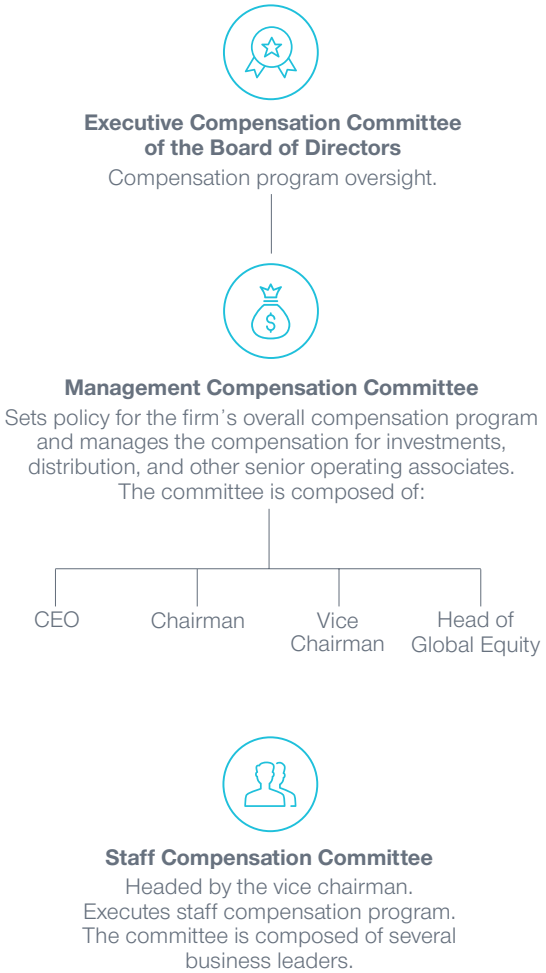 Executive Compensation Committee
of the Board of Directors
Compensation program oversight.
$
Management Compensation Committee
Sets policy for the firm's overall compensation program
and manages the compensation for investments,
distribution, and other senior operating associates.
The committee is composed of:
CEO
Chairman
Vice
Chairman
Head of
Global Equity
Staff Compensation Committee
Headed by the vice chairman.
Executes staff compensation program.
The committee is composed of several
business leaders.